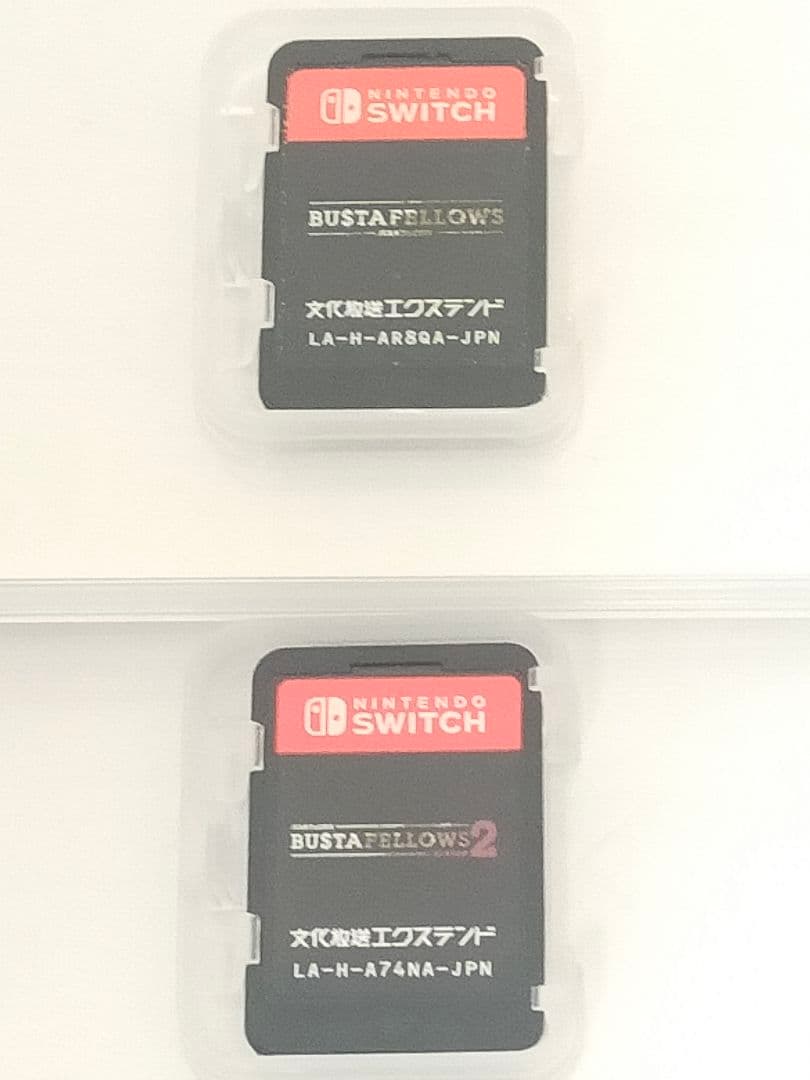 NINTENDO
SWITCH
BUSTAFELLOWS
文化放送エクステンド
LA-H-AR8QA-JPN
NINTENDO
SWITCH
BUSTAFELLOWS2
文化放送エクステンド
LA-H-A74NA-JPN